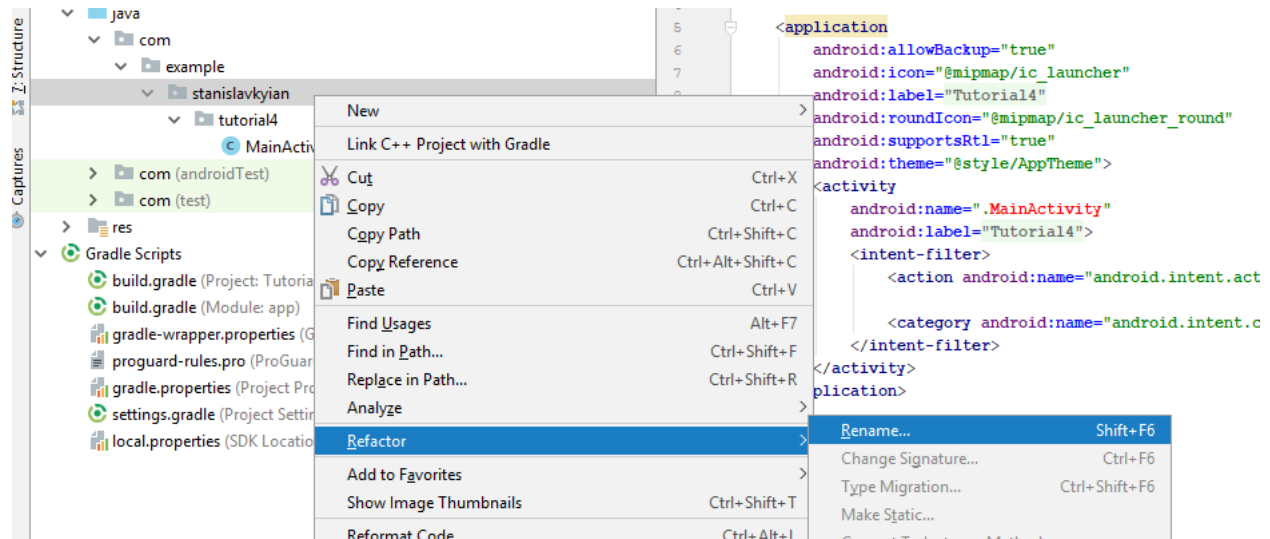 7: Structure
Captures
java
com
example
stanislavkyian
tutorial4
MainActiv
com (androidTest)
com (test)
res
Gradle Scripts
build.gradle (Project: Tutoria
build.gradle (Module: app)
gradle-wrapper.properties (G
proguard-rules.pro (ProGuar
gradle.properties (Project Pro
settings.gradle (Project Settin
local.properties (SDK Locatio
New
Link C++ Project with Gradle
Cut Ctrl+X
Copy Ctrl+C
Copy Path Ctrl+Shift+C
Copy Reference Ctrl+Alt+Shift+C
Paste Ctrl+V
Find Usages Alt+F7
Find in Path... Ctrl+Shift+F
Replace in Path... Ctrl+Shift+R
Analyze
Refactor
Add to Favorites
Show Image Thumbnails Ctrl+Shift+T
Reformat Code Ctrl+Alt+L
Rename... Shift+F6
Change Signature... Ctrl+F6
Type Migration... Ctrl+Shift+F6
Make Static...
5 <application
6 android:allowBackup="true"
7 android:icon="@mipmap/ic_launcher"
android:label="Tutorial4"
android:roundIcon="@mipmap/ic_launcher_round"
android:supportsRtl="true"
android:theme="@style/AppTheme">
<activity
android:name=".MainActivity"
android:label="Tutorial4">
<intent-filter>
<action android:name="android.intent.act
<category android:name="android.intent.c
</intent-filter>
</activity>
plication>